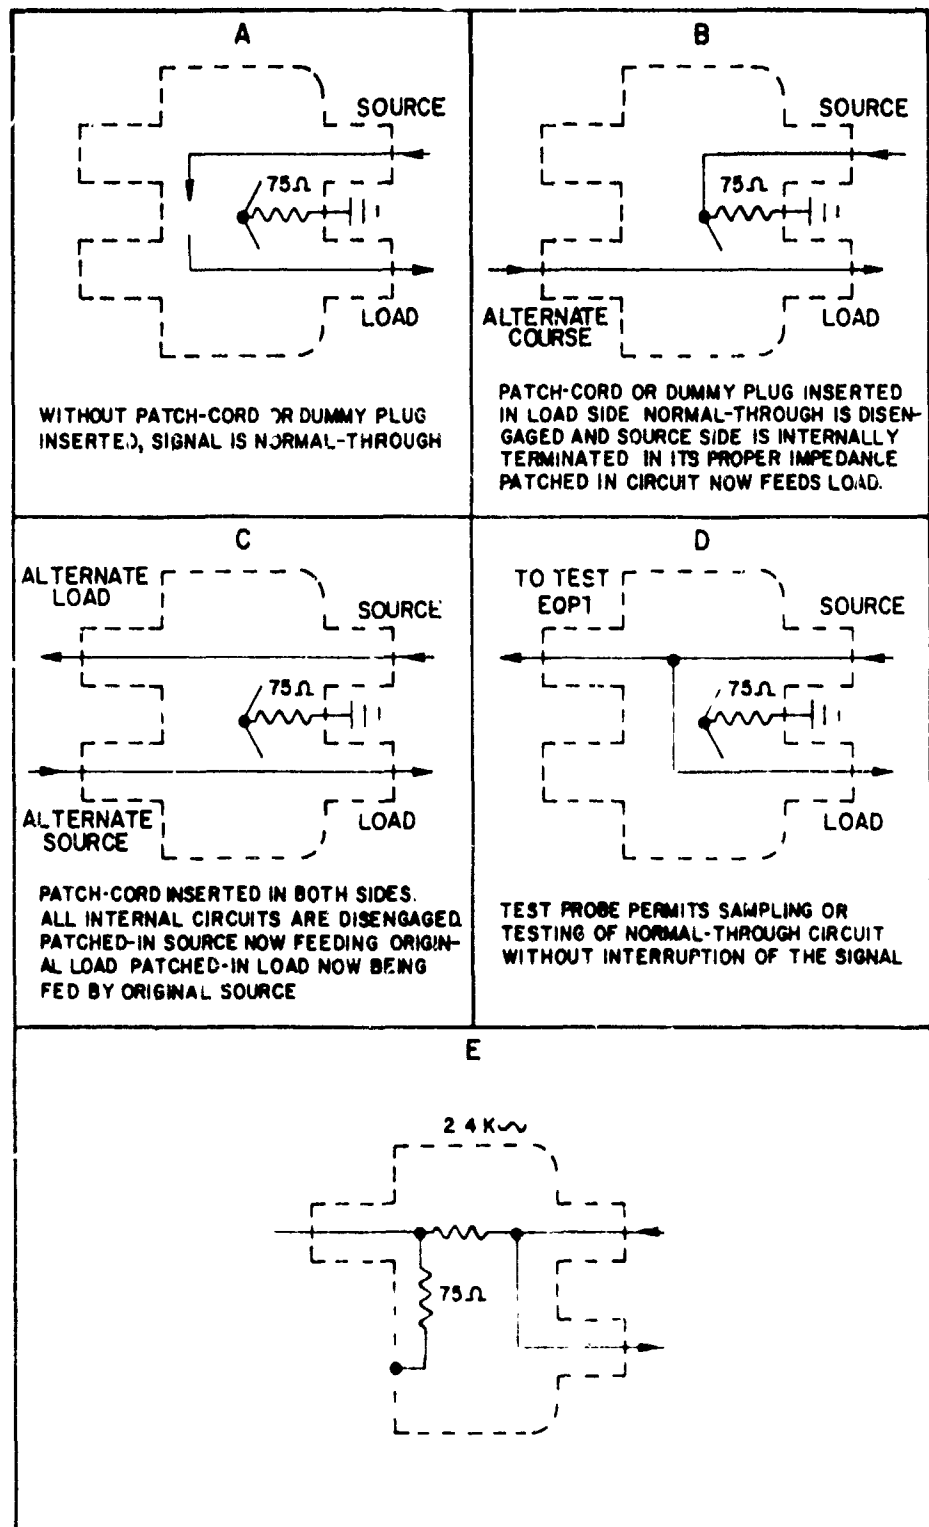 A
SOURCE
75Ω
LOAD
WITHOUT PATCH-CORD OR DUMMY PLUG
INSERTED, SIGNAL IS NORMAL-THROUGH
B
SOURCE
75Ω
ALTERNATE
COURSE
LOAD
PATCH-CORD OR DUMMY PLUG INSERTED
IN LOAD SIDE NORMAL-THROUGH IS DISEN-
GAGED AND SOURCE SIDE IS INTERNALLY
TERMINATED IN ITS PROPER IMPEDANCE
PATCHED IN CIRCUIT NOW FEEDS LOAD.
C
ALTERNATE
LOAD
SOURCE
75Ω
ALTERNATE
SOURCE
LOAD
PATCH-CORD INSERTED IN BOTH SIDES.
ALL INTERNAL CIRCUITS ARE DISENGAGED
PATCHED-IN SOURCE NOW FEEDING ORIGIN-
AL LOAD PATCHED-IN LOAD NOW BEING
FED BY ORIGINAL SOURCE
D
TO TEST
EQPT
SOURCE
75Ω
LOAD
TEST PROBE PERMITS SAMPLING OR
TESTING OF NORMAL-THROUGH CIRCUIT
WITHOUT INTERRUPTION OF THE SIGNAL
E
2 4K~
75Ω